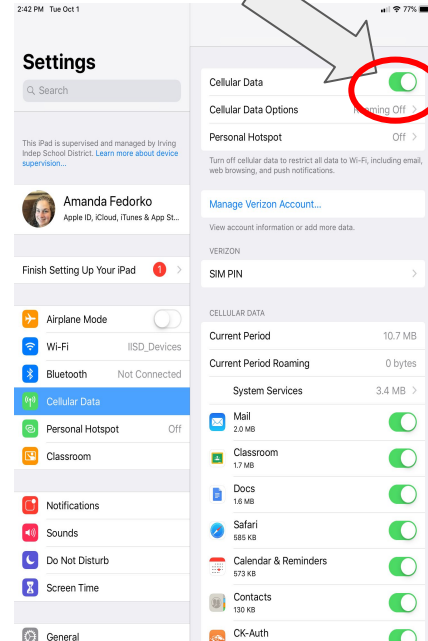 2:42 PM Tue Oct 1
77%
Settings
Search
This iPad is supervised and managed by Irving
Indep School District. Learn more about device
supervision...
Amanda Fedorko
Apple ID, iCloud, iTunes & App St...
Finish Setting Up Your iPad 1
Airplane Mode
Wi-Fi IISD_Devices
Bluetooth Not Connected
Cellular Data
Personal Hotspot Off
Classroom
Notifications
Sounds
Do Not Disturb
Screen Time
General
Cellular Data
Cellular Data Options Roaming Off
Personal Hotspot Off
Turn off cellular data to restrict all data to Wi-Fi, including email,
web browsing, and push notifications.
Manage Verizon Account...
View account information or add more data.
VERIZON
SIM PIN
CELLULAR DATA
Current Period 10.7 MB
Current Period Roaming 0 bytes
System Services 3.4 MB
Mail
2.0 MB
Classroom
1.7 MB
Docs
1.6 MB
Safari
585 KB
Calendar & Reminders
573 KB
Contacts
130 KB
CK-Auth